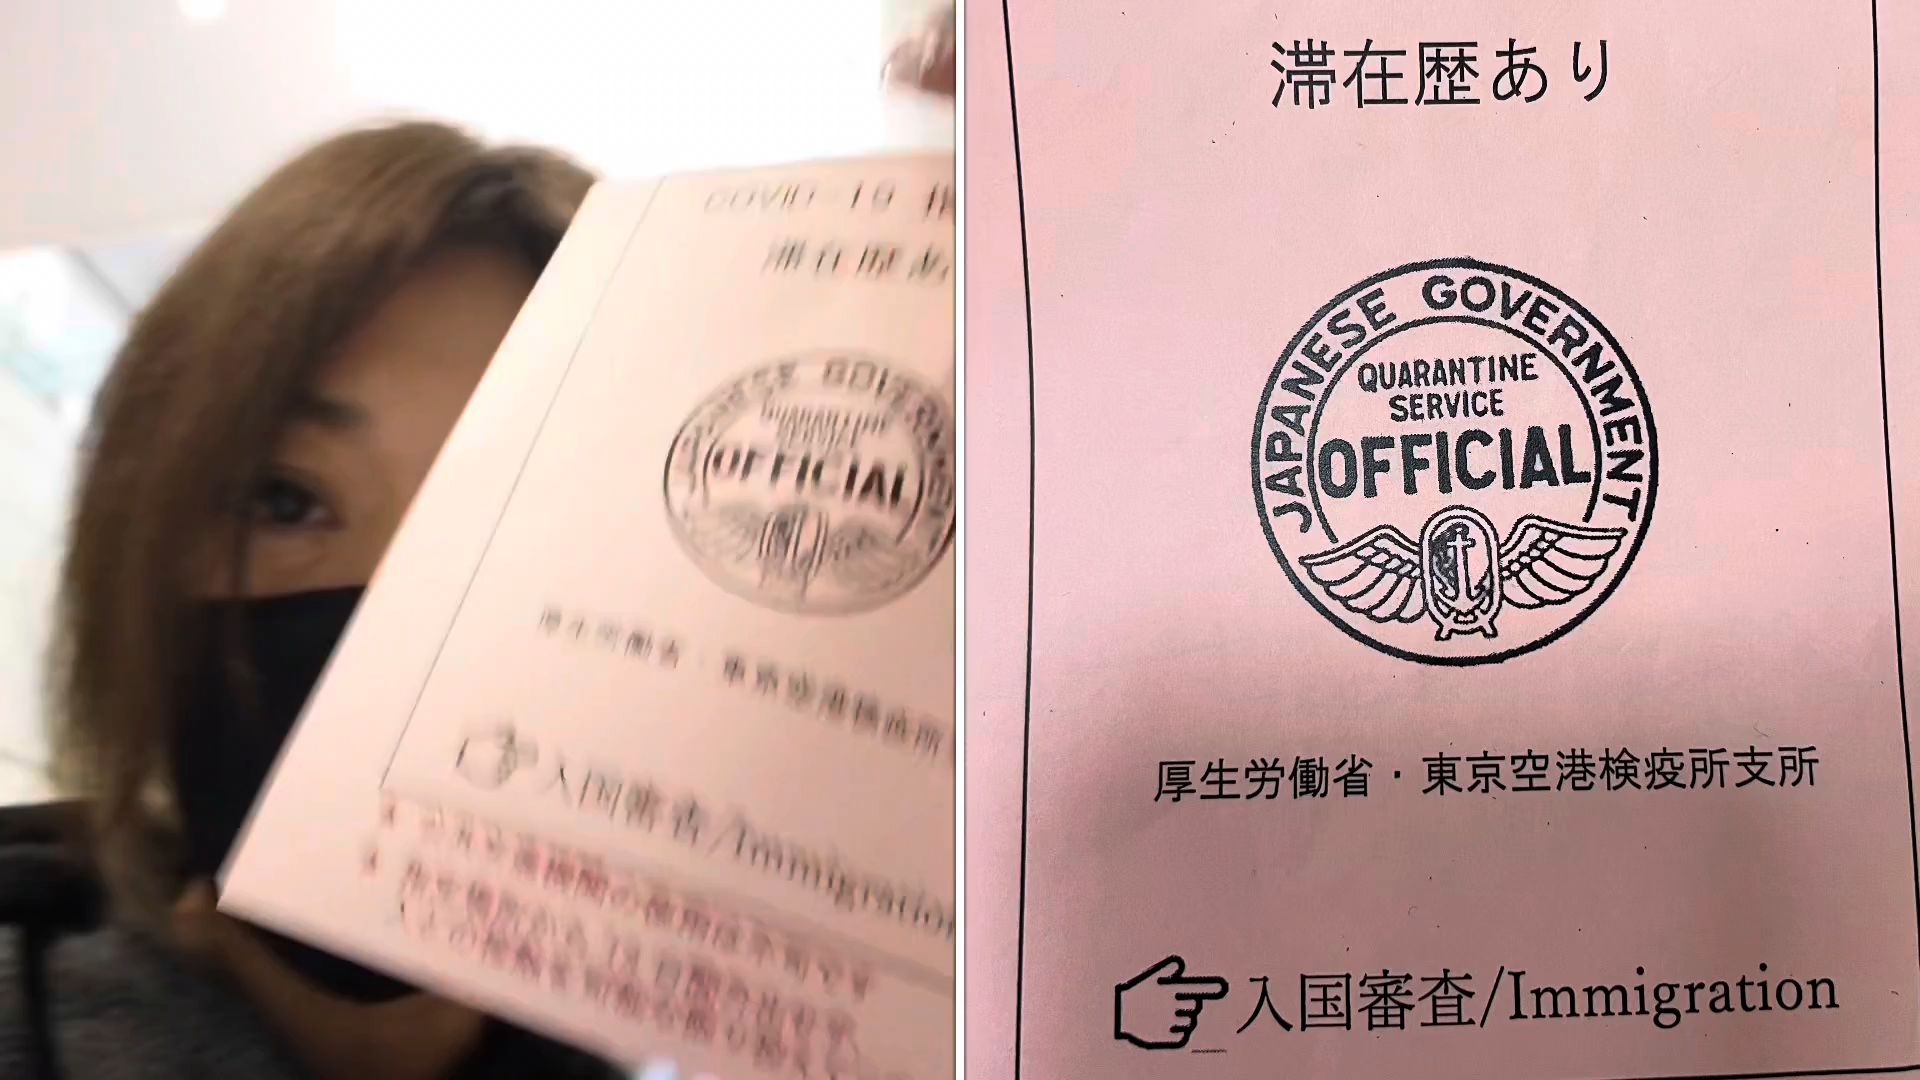 COVID-19
滞在歴あ
JAPANESE GOVERNMENT
QUARANTINE
SERVICE
OFFICIAL
厚生労働省・東京空港検疫所
入国審査/Immigration
滞在歴あり
JAPANESE GOVERNMENT
QUARANTINE
SERVICE
OFFICIAL
厚生労働省・東京空港検疫所支所
入国審査/Immigration